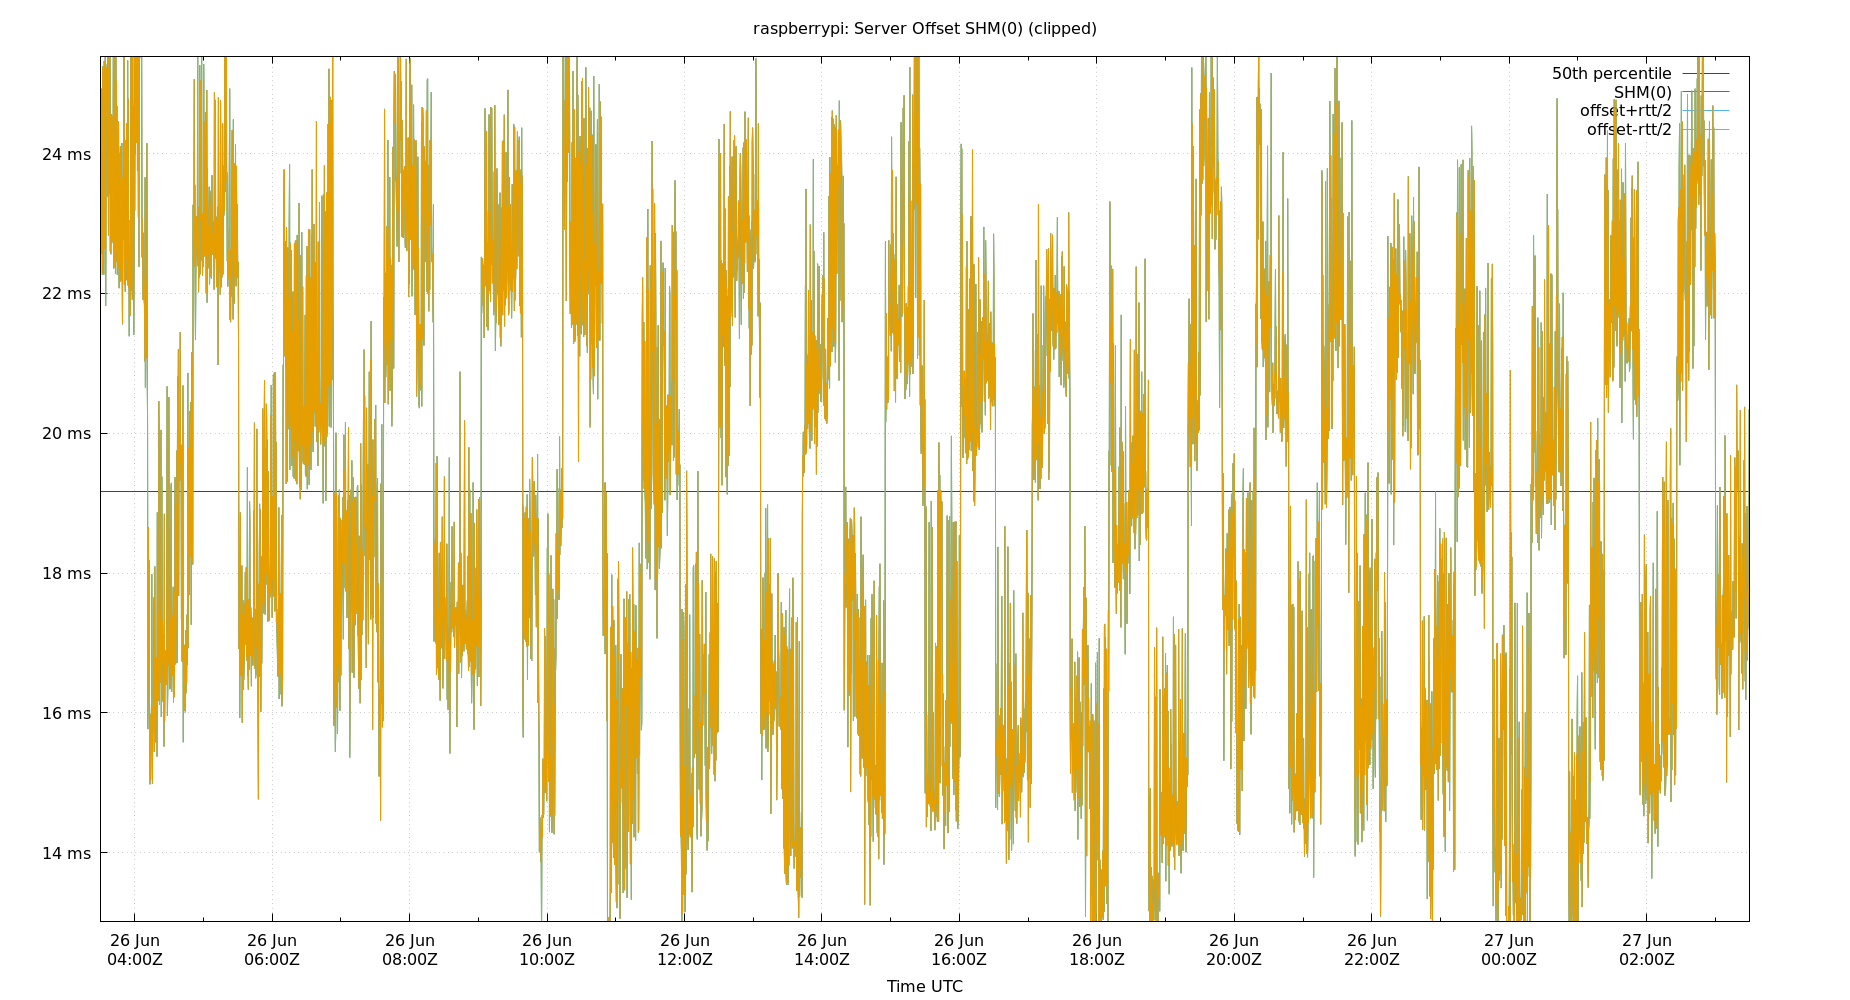 raspberrypi: Server Offset SHM(0) (clipped)
50th percentile
SHM(0)
offset+rtt/2
offset-rtt/2
24 ms
22 ms
20 ms
18 ms
16 ms
14 ms
26 Jun 26 Jun 26 Jun 26 Jun 26 Jun 26 Jun 26 Jun 26 Jun 26 Jun 26 Jun 27 Jun 27 Jun
04:00Z 06:00Z 08:00Z 10:00Z 12:00Z 14:00Z 16:00Z 18:00Z 20:00Z 22:00Z 00:00Z 02:00Z
Time UTC